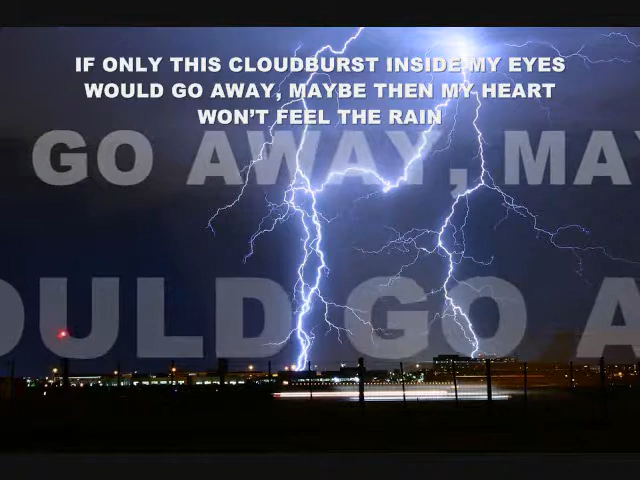 IF ONLY THIS CLOUDBURST INSIDE MY EYES
WOULD GO AWAY, MAYBE THEN MY HEART
WON'T FEEL THE RAIN
GO AWAY, MA
OULD GO A